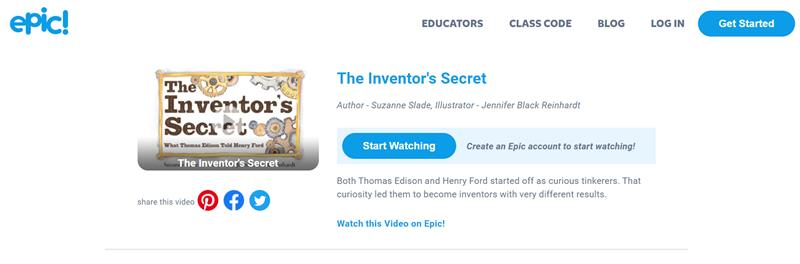 epic!
EDUCATORS CLASS CODE BLOG LOG IN Get Started
The
Inventor's
Secret
What Thomas Edison Told Henry Ford
The Inventor's Secret
share this video
The Inventor's Secret
Author - Suzanne Slade, Illustrator - Jennifer Black Reinhardt
Start Watching Create an Epic account to start watching!
Both Thomas Edison and Henry Ford started off as curious tinkerers. That
curiosity led them to become inventors with very different results.
Watch this Video on Epic!